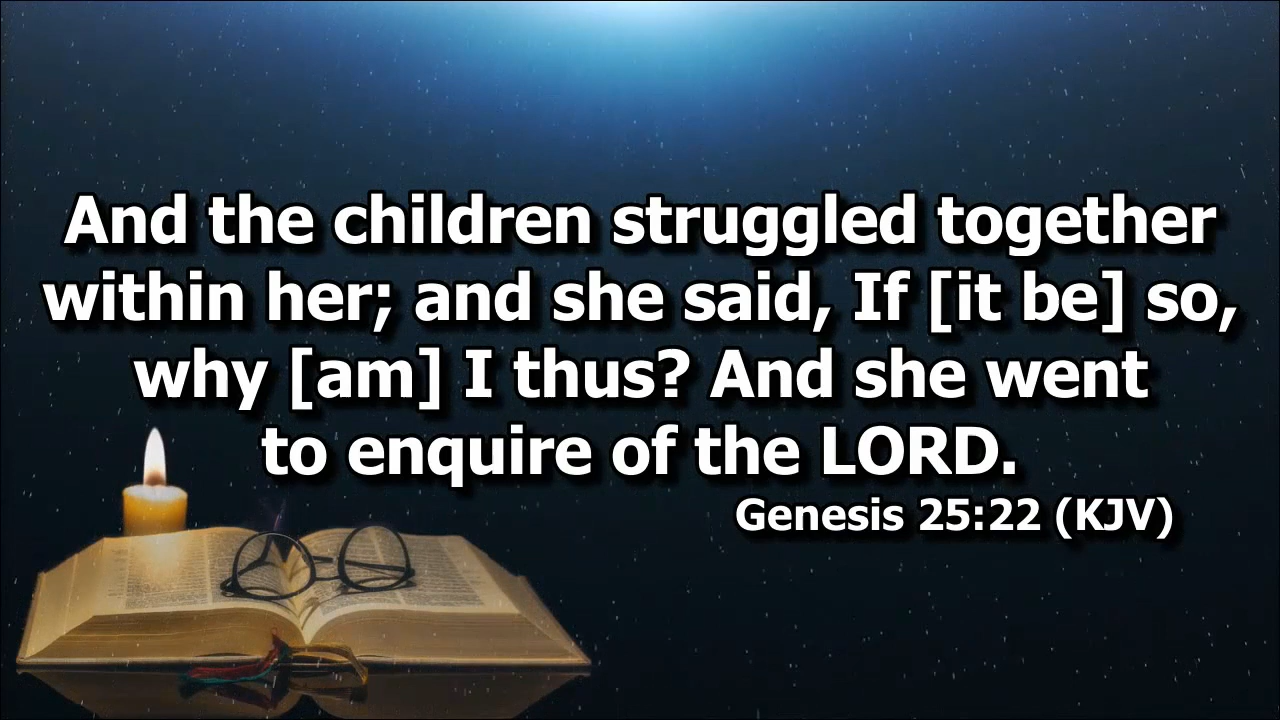 And the children struggled together
within her; and she said, If [it be] so,
why [am] I thus? And she went
to enquire of the LORD.
Genesis 25:22 (KJV)